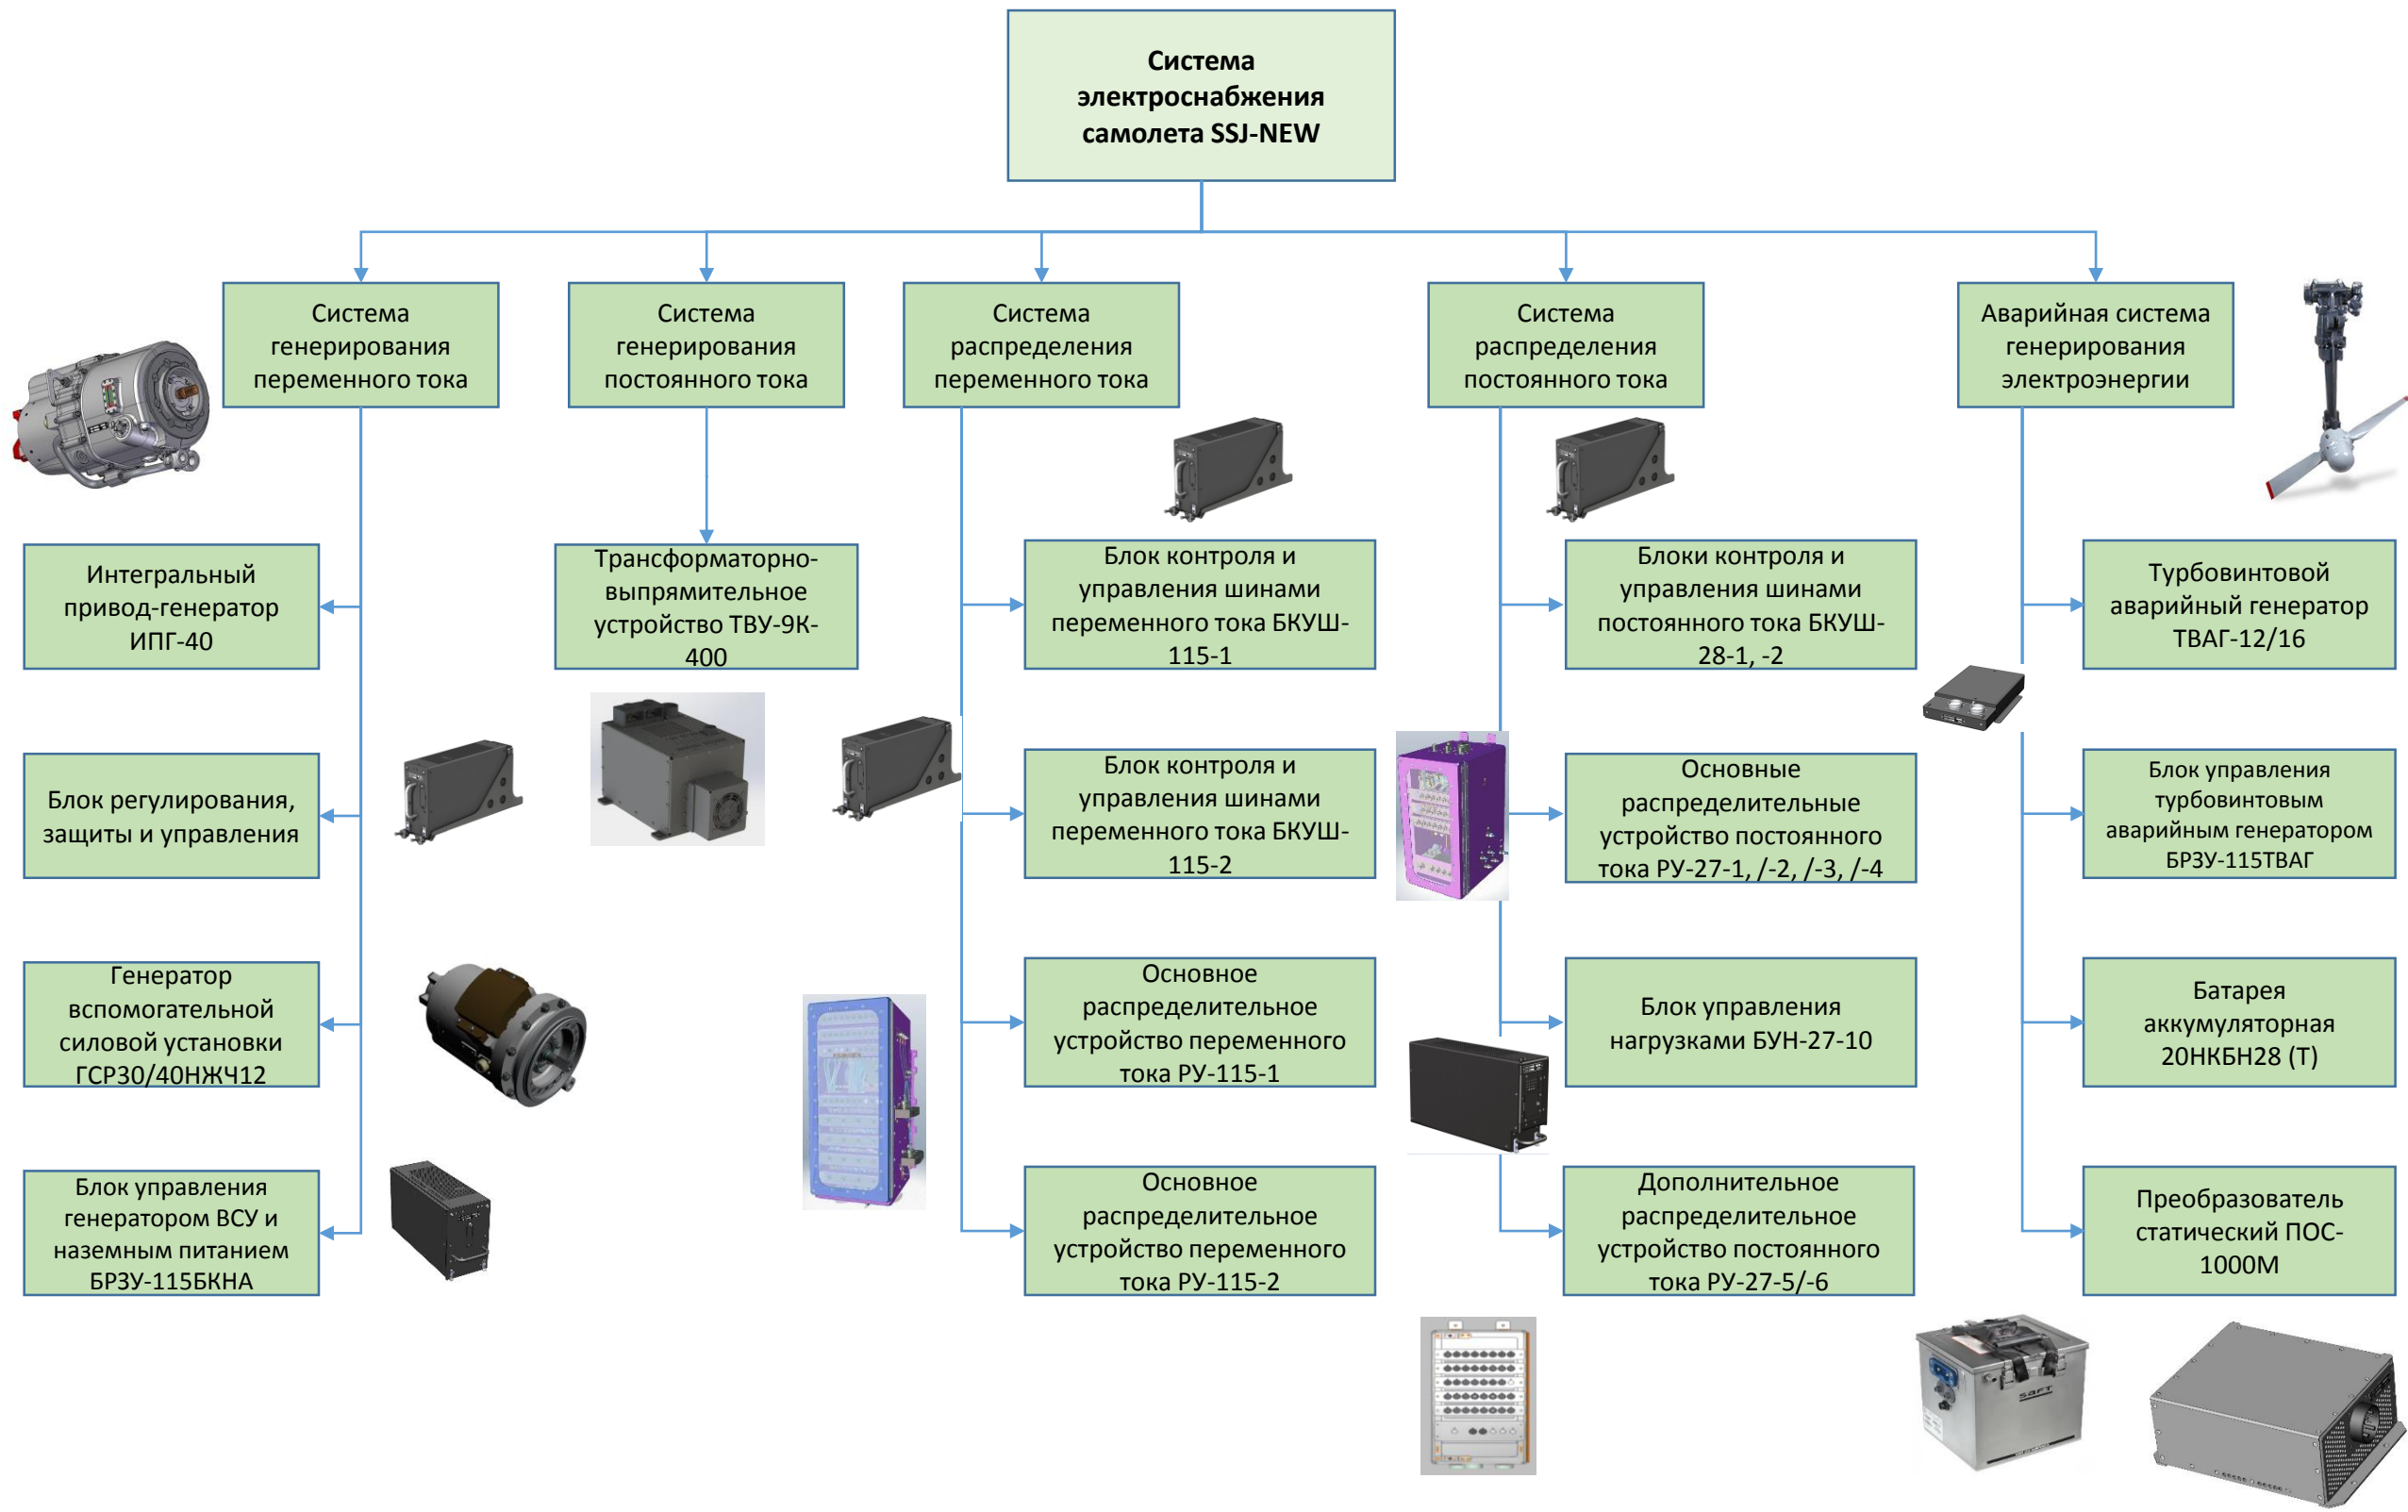 Система
электроснабжения
самолета SSJ-NEW
Система
генерирования
переменного тока
Система
генерирования
постоянного тока
Система
распределения
переменного тока
Система
распределения
постоянного тока
Аварийная система
генерирования
электроэнергии
Интегральный
привод-генератор
ИПГ-40
Блок регулирования,
защиты и управления
Генератор
вспомогательной
силовой установки
ГСР30/40НЖЧ12
Блок управления
генератором ВСУ и
наземным питанием
БРЗУ-115БКНА
Трансформаторно-
выпрямительное
устройство ТВУ-9К-
400
Блок контроля и
управления шинами
переменного тока БКУШ-
115-1
Блок контроля и
управления шинами
переменного тока БКУШ-
115-2
Основное
распределительное
устройство переменного
тока РУ-115-1
Основное
распределительное
устройство переменного
тока РУ-115-2
Блоки контроля и
управления шинами
постоянного тока БКУШ-
28-1, -2
Основные
распределительные
устройство постоянного
тока РУ-27-1, /-2, /-3, /-4
Блок управления
нагрузками БУН-27-10
Дополнительное
распределительное
устройство постоянного
тока РУ-27-5/-6
Турбовинтовой
аварийный генератор
ТВАГ-12/16
Блок управления
турбовинтовым
аварийным генератором
БРЗУ-115ТВАГ
Батарея
аккумуляторная
20НКБН28 (Т)
Преобразователь
статический ПОС-
1000М
saft